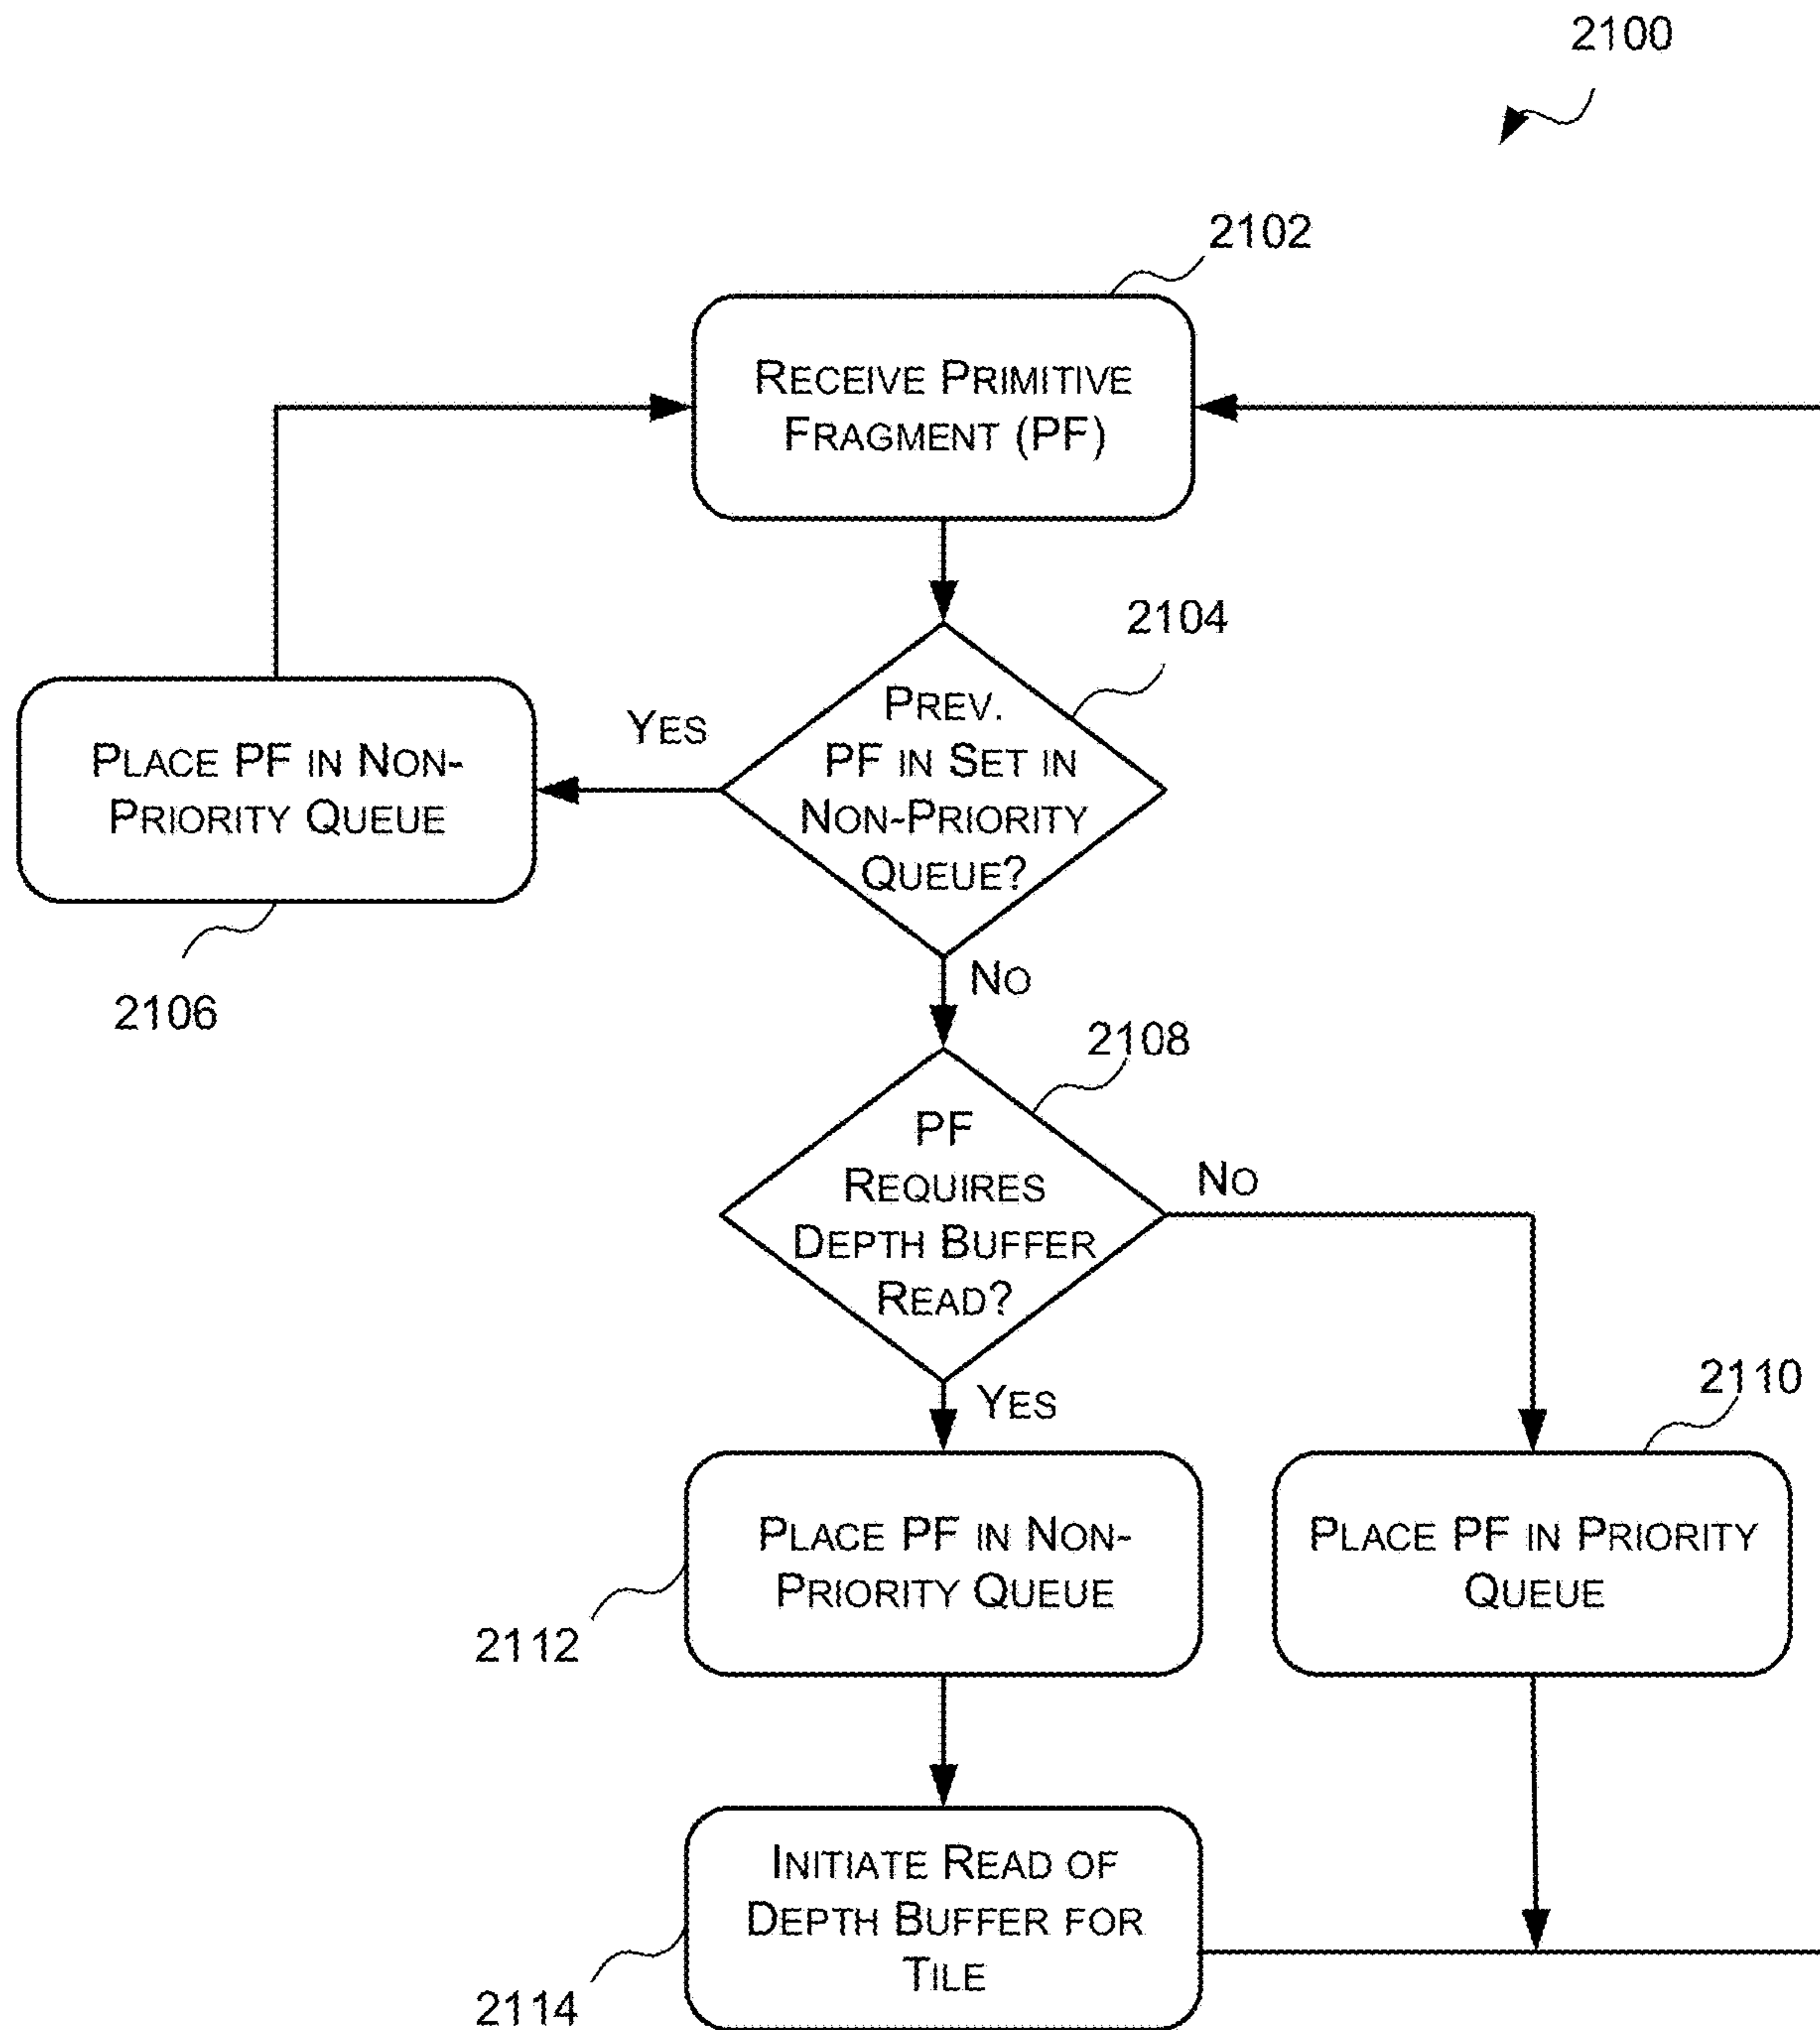 2100
2102
RECEIVE PRIMITIVE
FRAGMENT (PF)
2104
PREV.
PF IN SET IN
NON-PRIORITY
QUEUE?
YES
PLACE PF IN NON-
PRIORITY QUEUE
2106
NO
2108
PF
REQUIRES
DEPTH BUFFER
READ?
NO
YES
2110
PLACE PF IN NON-
PRIORITY QUEUE
2112
PLACE PF IN PRIORITY
QUEUE
INITIATE READ OF
DEPTH BUFFER FOR
TILE
2114